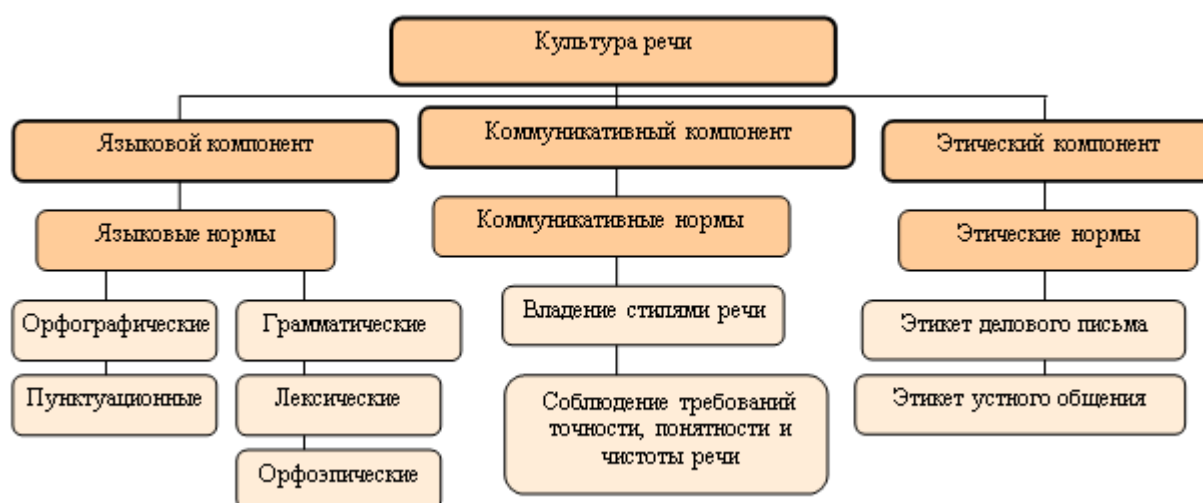 Культура речи
Языковой компонент
Коммуникативный компонент
Этический компонент
Языковые нормы
Коммуникативные нормы
Этические нормы
Орфографические
Грамматические
Владение стилями речи
Этикет делового письма
Пунктуационные
Лексические
Соблюдение требований
точности, понятности и
чистоты речи
Этикет устного общения
Орфоэпические